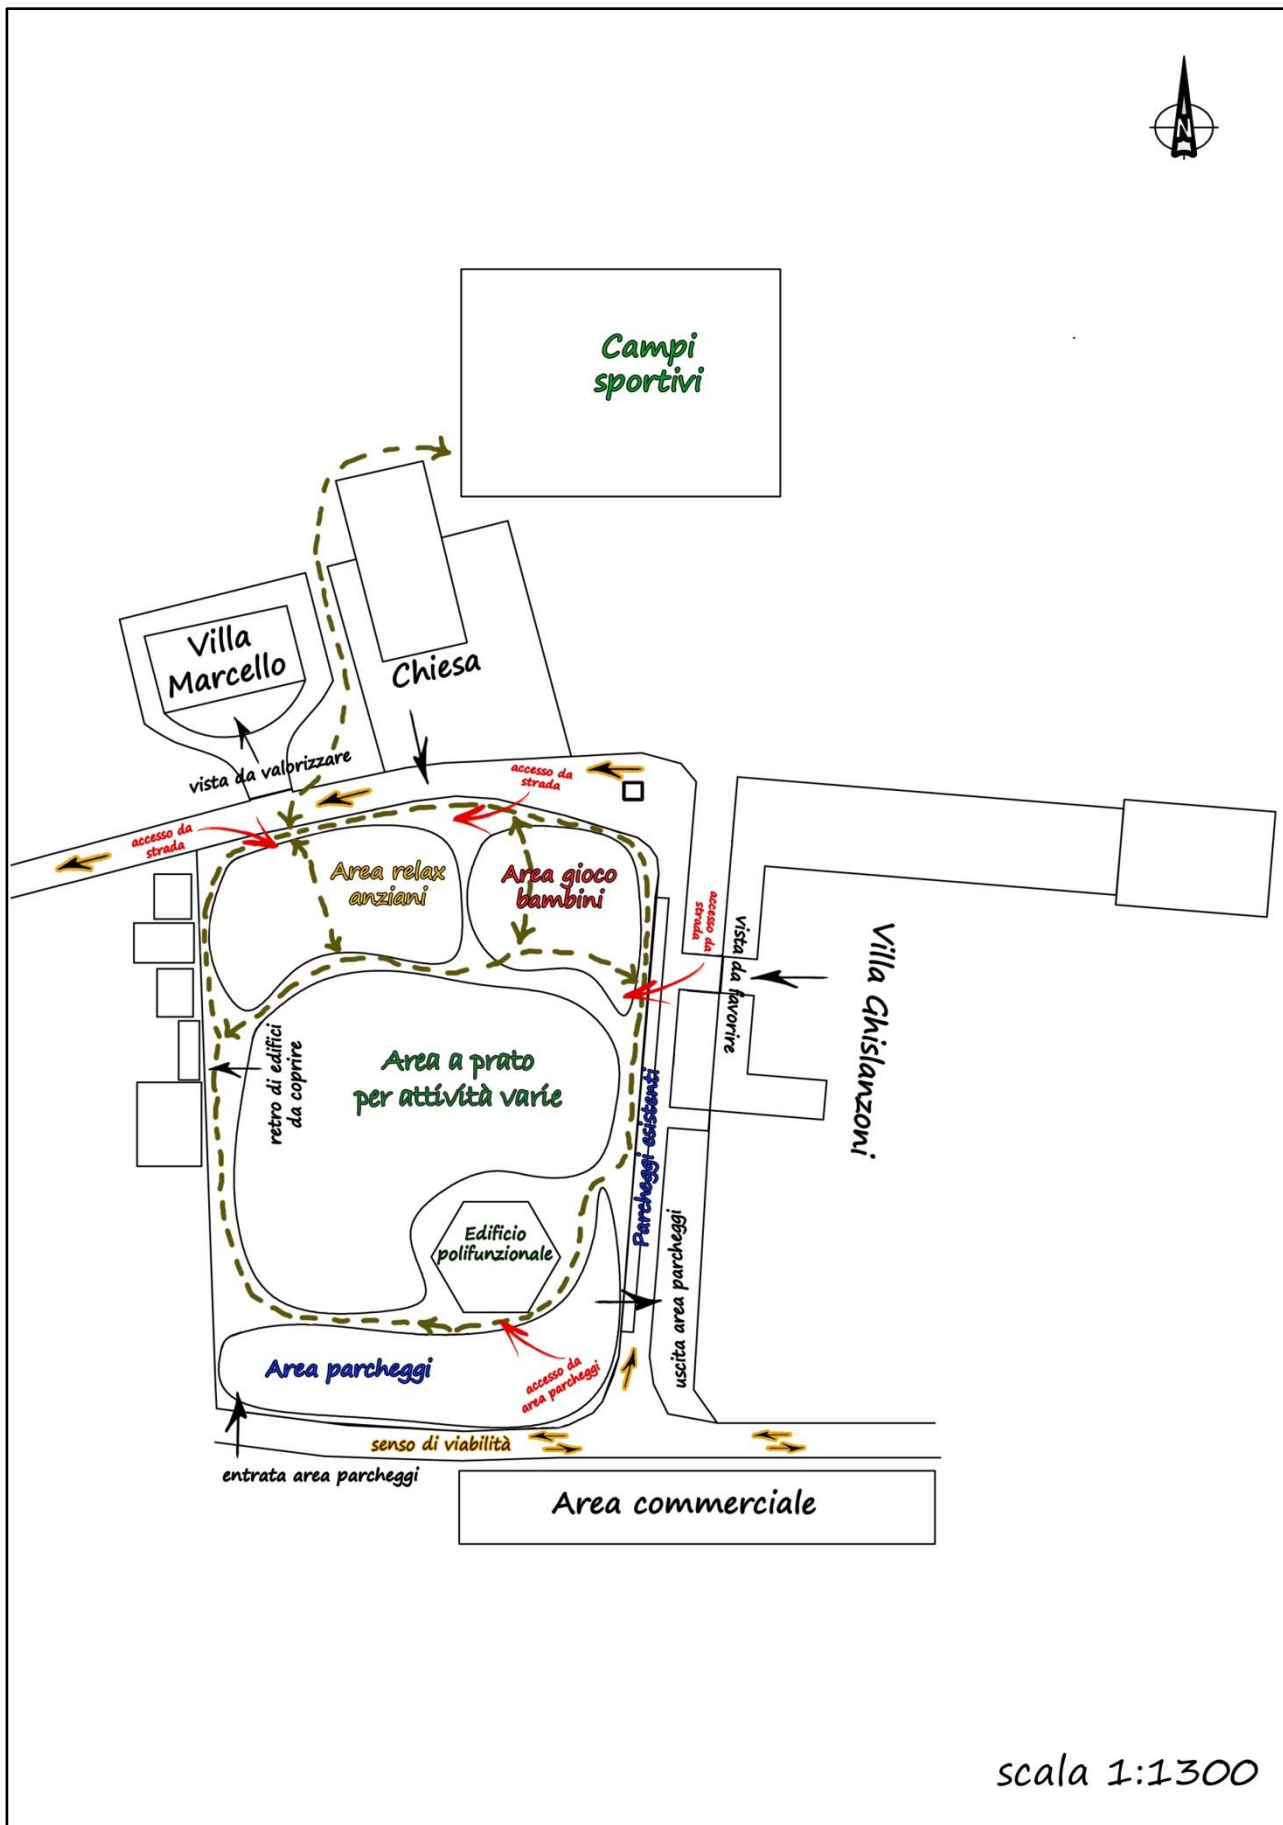 N
Campi
sportivi
Villa
Marcello
Chiesa
vista da valorizzare
accesso da
strada
accesso da
strada
Area relax
anziani
Area gioco
bambini
accesso da
strada
vista da favorire
Villa Ghislanzoni
retro di edifici
da coprire
Area a prato
per attività varie
Parcheggi esistenti
Edificio
polifunzionale
uscita area parcheggi
Area parcheggi
accesso da
area parcheggi
senso di viabilità
entrata area parcheggi
Area commerciale
scala 1:1300